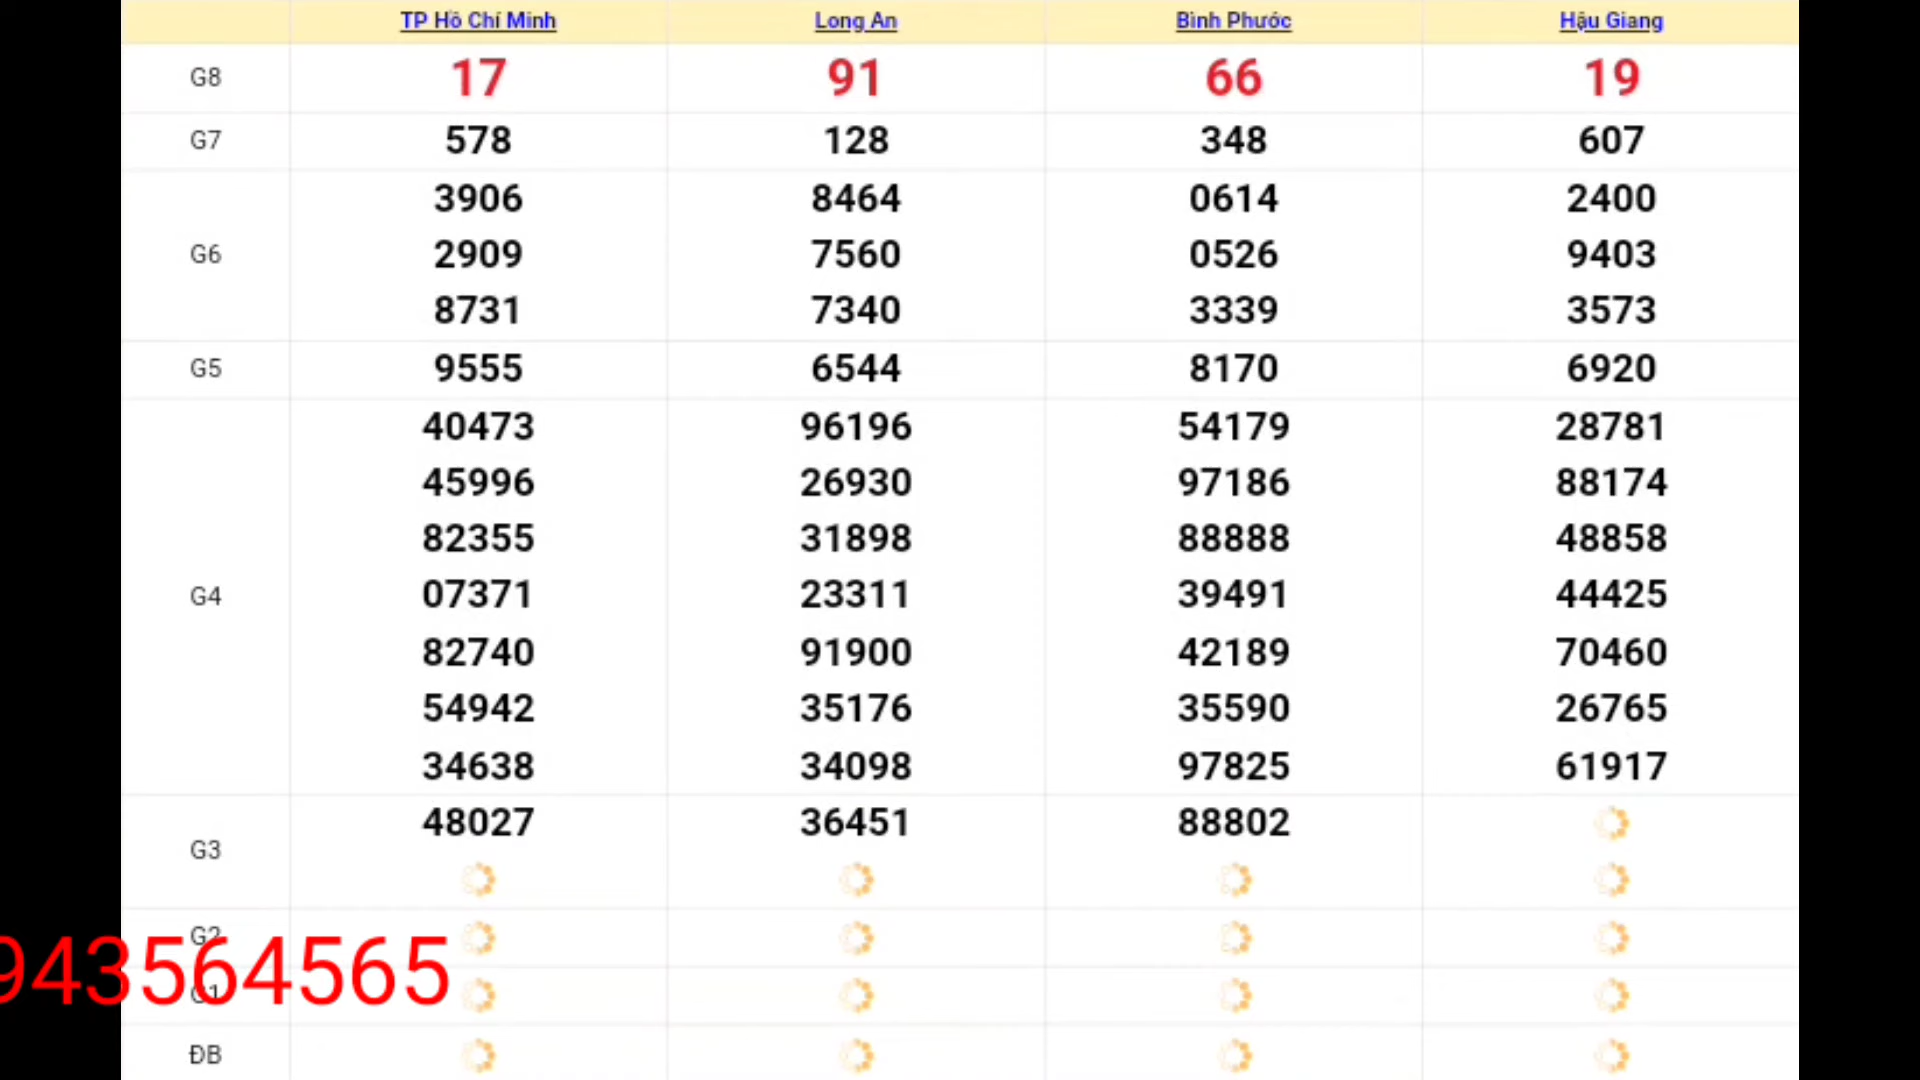 TP Hồ Chí Minh Long An Bình Phước Hậu Giang
G8 17 91 66 19
G7 578 128 348 607
3906 8464 0614 2400
G6 2909 7560 0526 9403
8731 7340 3339 3573
G5 9555 6544 8170 6920
40473 96196 54179 28781
45996 26930 97186 88174
82355 31898 88888 48858
G4 07371 23311 39491 44425
82740 91900 42189 70460
54942 35176 35590 26765
34638 34098 97825 61917
48027 36451 88802
G3
G2
943564565
G1
ĐB